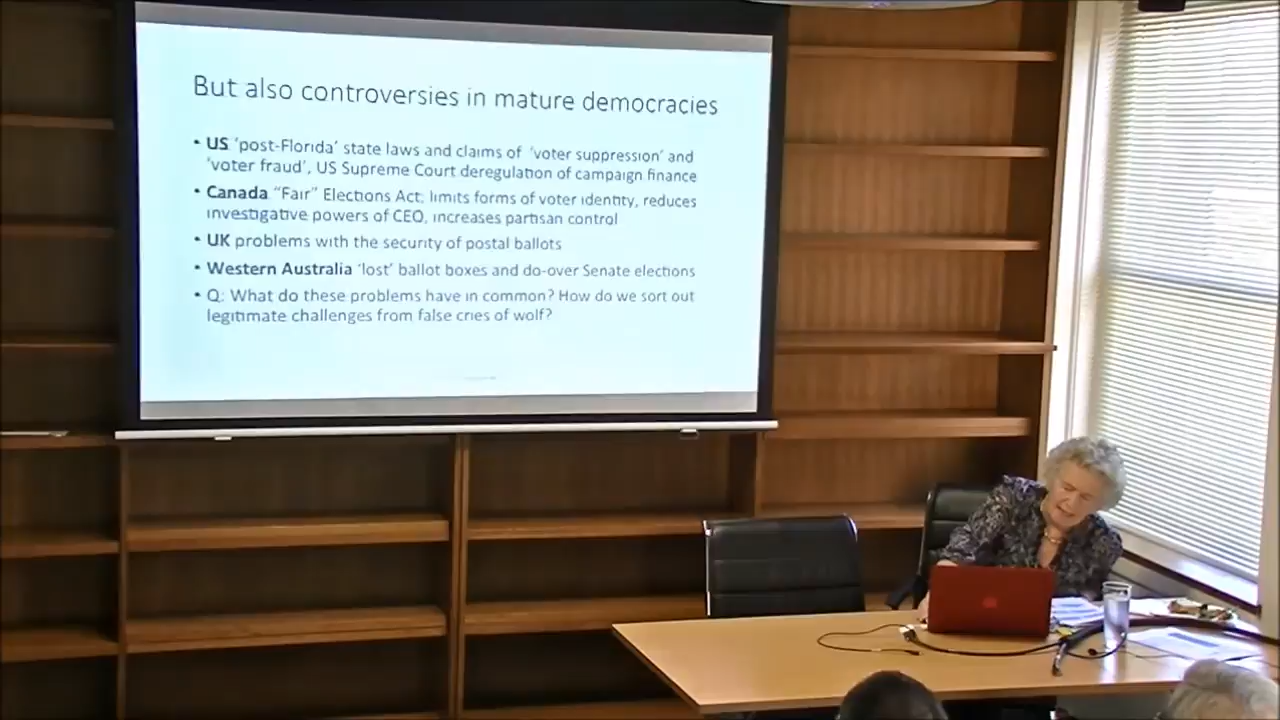 But also controversies in mature democracies
• US 'post-Florida' state laws and claims of 'voter suppression' and
'voter fraud', US Supreme Court deregulation of campaign finance
• Canada "Fair" Elections Act; limits forms of voter identity, reduces
investigative powers of CEO, increases partisan control
• UK problems with the security of postal ballots
• Western Australia 'lost' ballot boxes and do-over Senate elections
• Q: What do these problems have in common? How do we sort out
legitimate challenges from false cries of wolf?